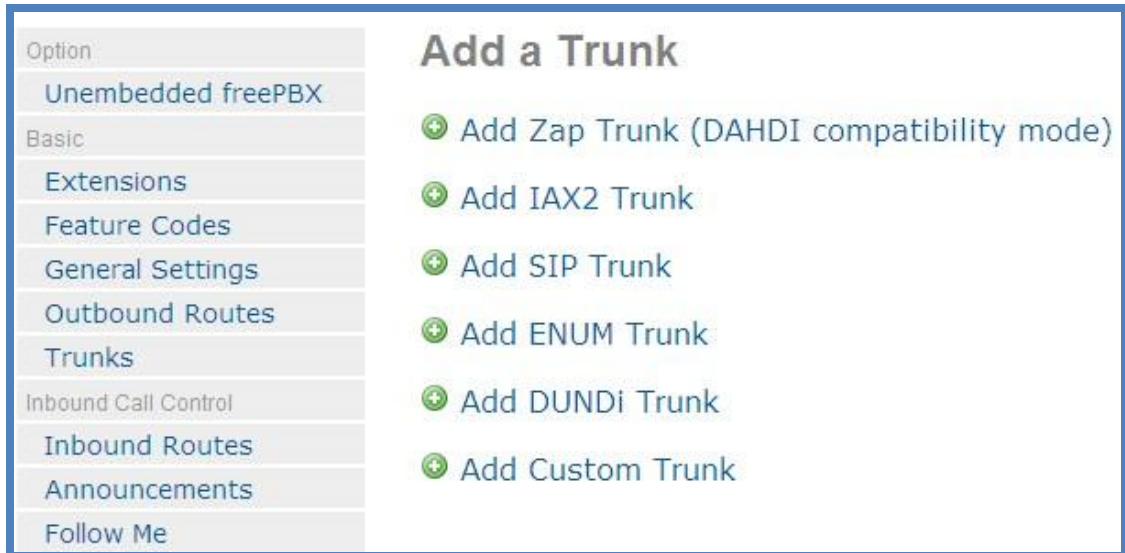 Option
Unembedded freePBX
Basic
Extensions
Feature Codes
General Settings
Outbound Routes
Trunks
Inbound Call Control
Inbound Routes
Announcements
Follow Me
Add a Trunk
Add Zap Trunk (DAHDI compatibility mode)
Add IAX2 Trunk
Add SIP Trunk
Add ENUM Trunk
Add DUNDi Trunk
Add Custom Trunk